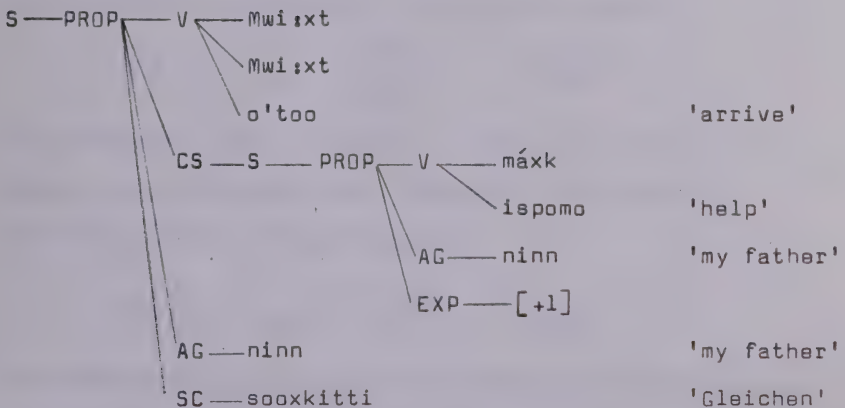 S PROP V Mwi:xt
Mwi:xt
o'too 'arrive'
CS S PROP V máxk
ispomo 'help'
AG ninn 'my father'
EXP [+1]
AG ninn 'my father'
SC sooxkitti 'Gleichen'